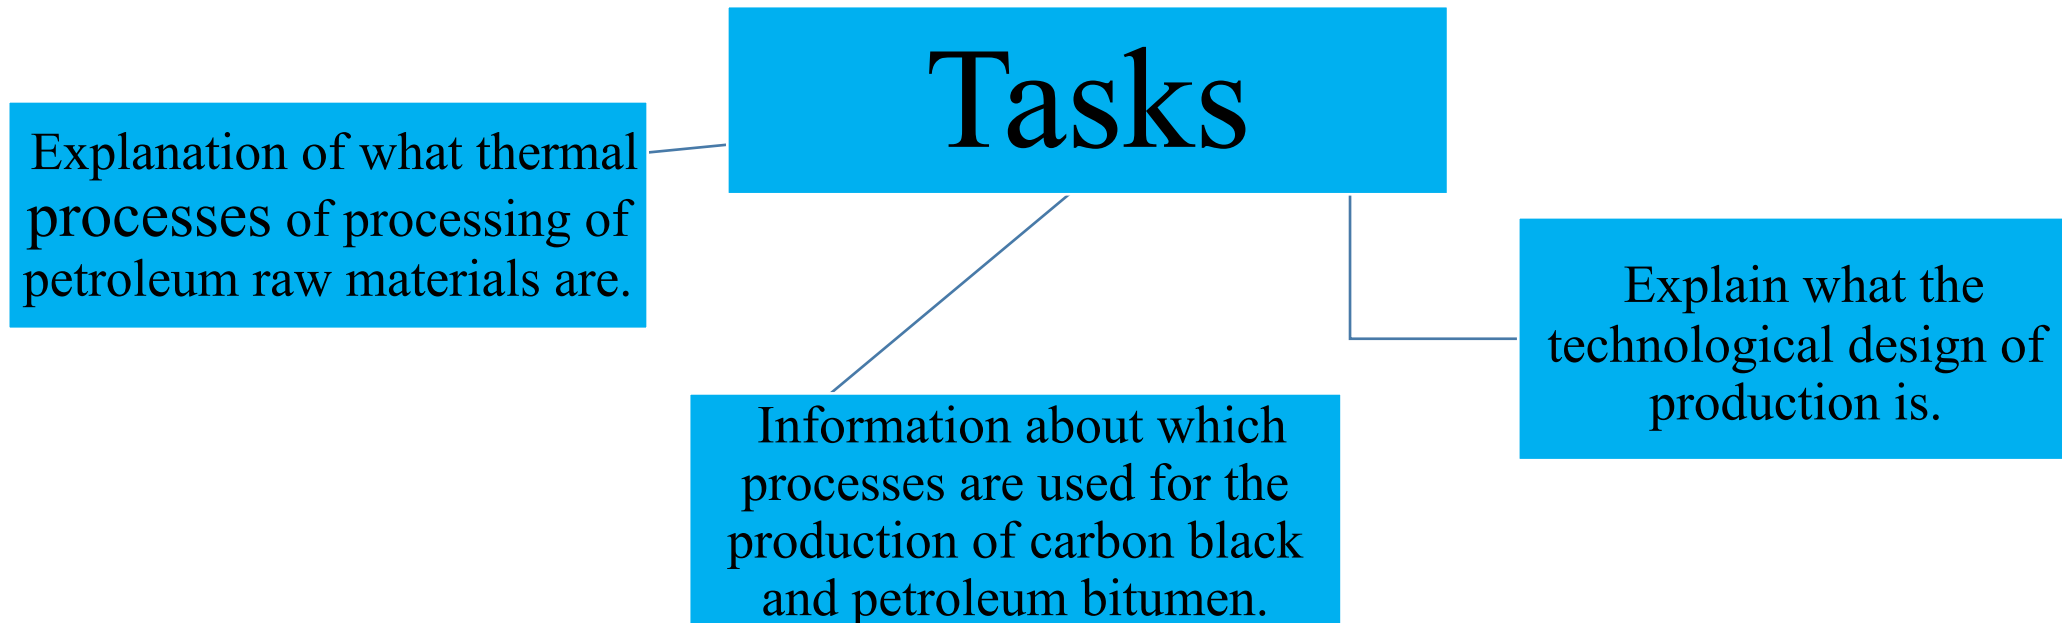 Tasks
Explanation of what thermal
processes of processing of
petroleum raw materials are.
Information about which
processes are used for the
production of carbon black
and petroleum bitumen.
Explain what the
technological design of
production is.